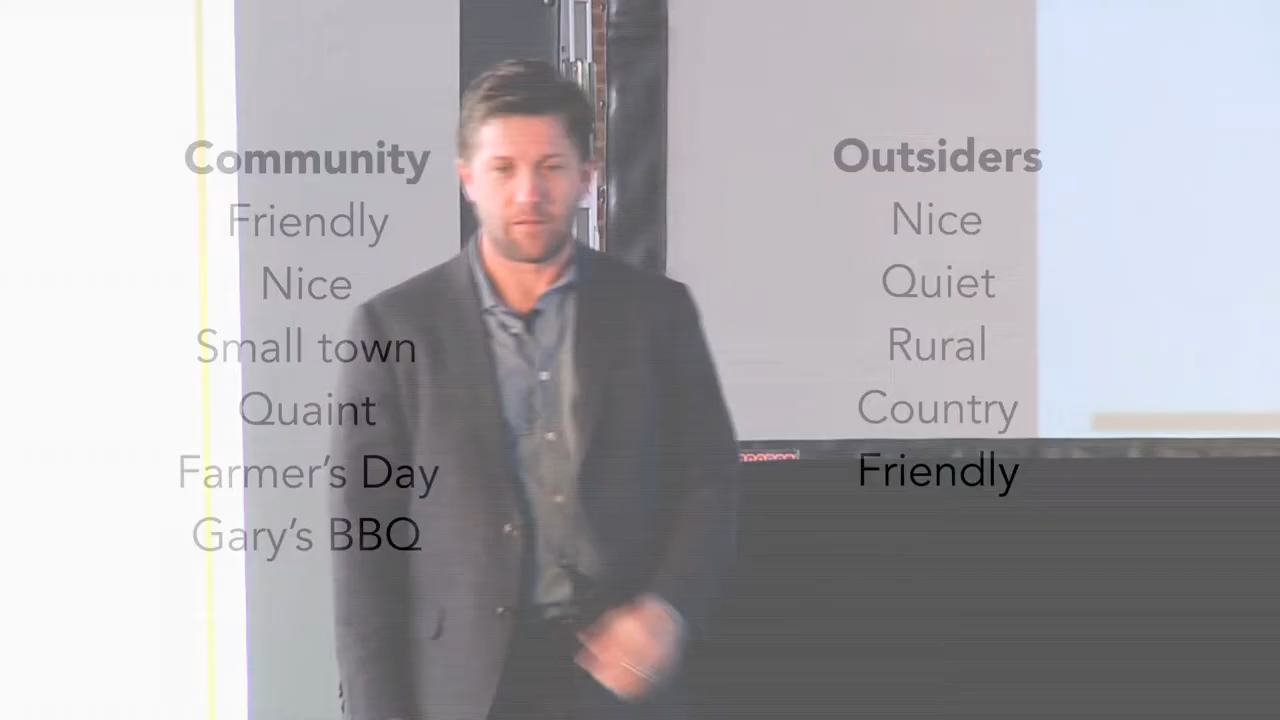 Community
Friendly
Nice
Small town
Quaint
Farmer's Day
Gary's BBQ
Outsiders
Nice
Quiet
Rural
Country
Friendly